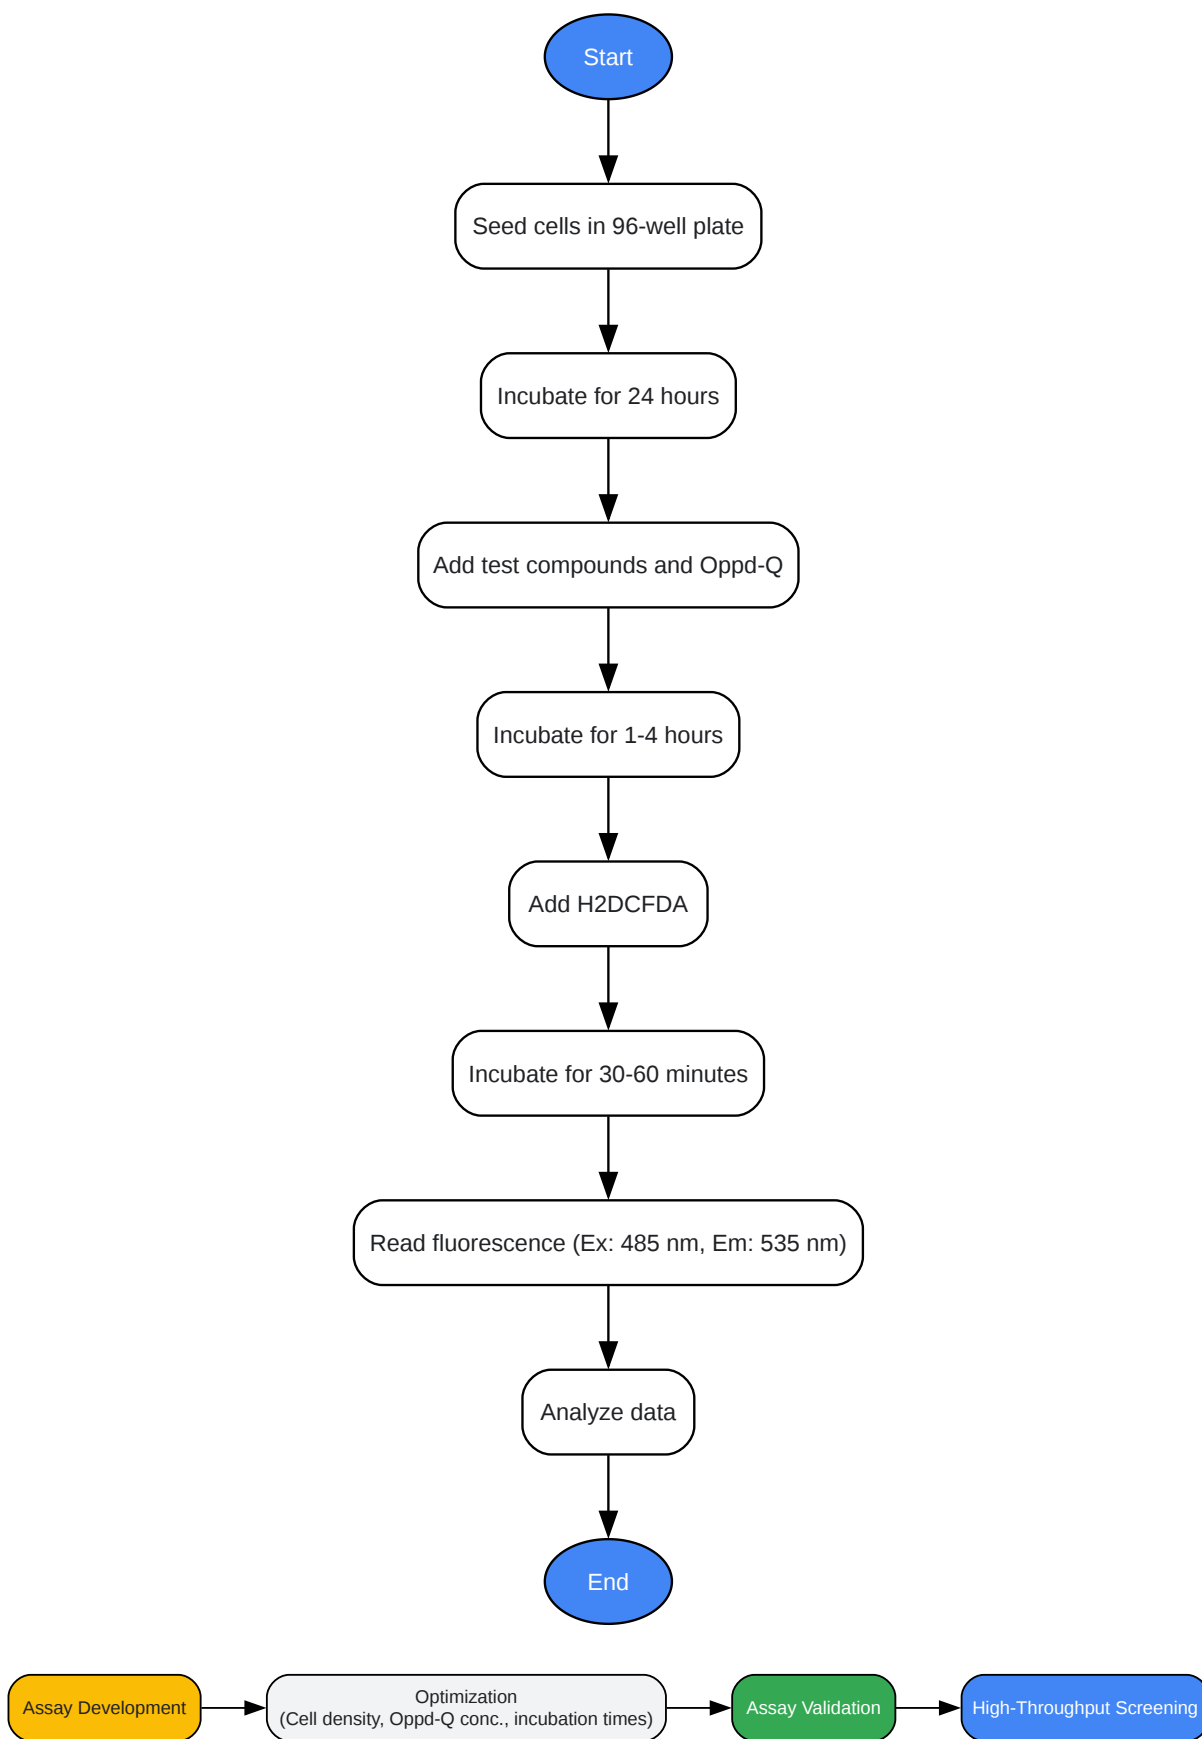 Start
Seed cells in 96-well plate
Incubate for 24 hours
Add test compounds and Oppd-Q
Incubate for 1-4 hours
Add H2DCFDA
Incubate for 30-60 minutes
Read fluorescence (Ex: 485 nm, Em: 535 nm)
Analyze data
End
Assay Development
Optimization
(Cell density, Oppd-Q conc., incubation times)
Assay Validation
High-Throughput Screening